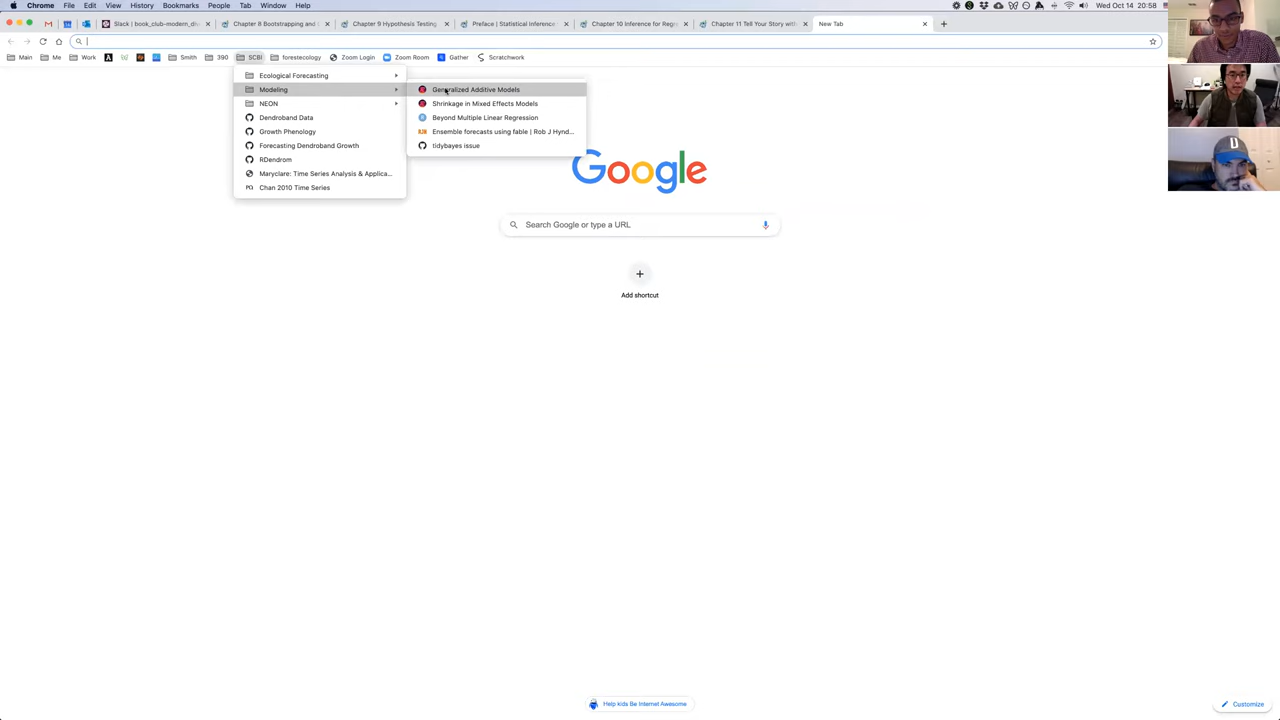 Chrome File Edit View History Bookmarks People Tab Window Help Wed Oct 14 20:58
Slack | book_club-modern_div Chapter 8 Bootstrapping and Chapter 9 Hypothesis Testing Preface | Statistical Inference Chapter 10 Inference for Regr Chapter 11 Tell Your Story with New Tab
Main Me Work Smith 390 SCBI forestecology Zoom Login Zoom Room Gather Scratchwork
Ecological Forecasting
Modeling
NEON
Dendroband Data
Growth Phenology
Forecasting Dendroband Growth
RDendrom
Maryclare: Time Series Analysis & Applica...
Chan 2010 Time Series
Generalized Additive Models
Shrinkage in Mixed Effects Models
Beyond Multiple Linear Regression
Ensemble forecasts using fable | Rob J Hynd...
tidybayes issue
Google
Search Google or type a URL
Add shortcut
Help kids Be Internet Awesome
Customize